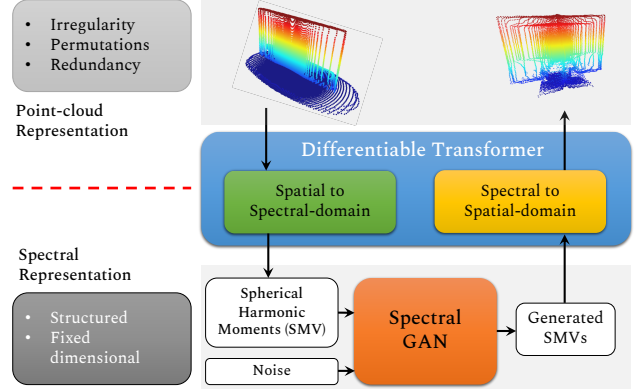 • Irregularity
• Permutations
• Redundancy
Point-cloud
Representation
Differentiable Transformer
Spatial to
Spectral-domain
Spectral to
Spatial-domain
Spectral
Representation
• Structured
• Fixed
dimensional
Spherical
Harmonic
Moments (SMV)
Noise
Spectral
GAN
Generated
SMVs